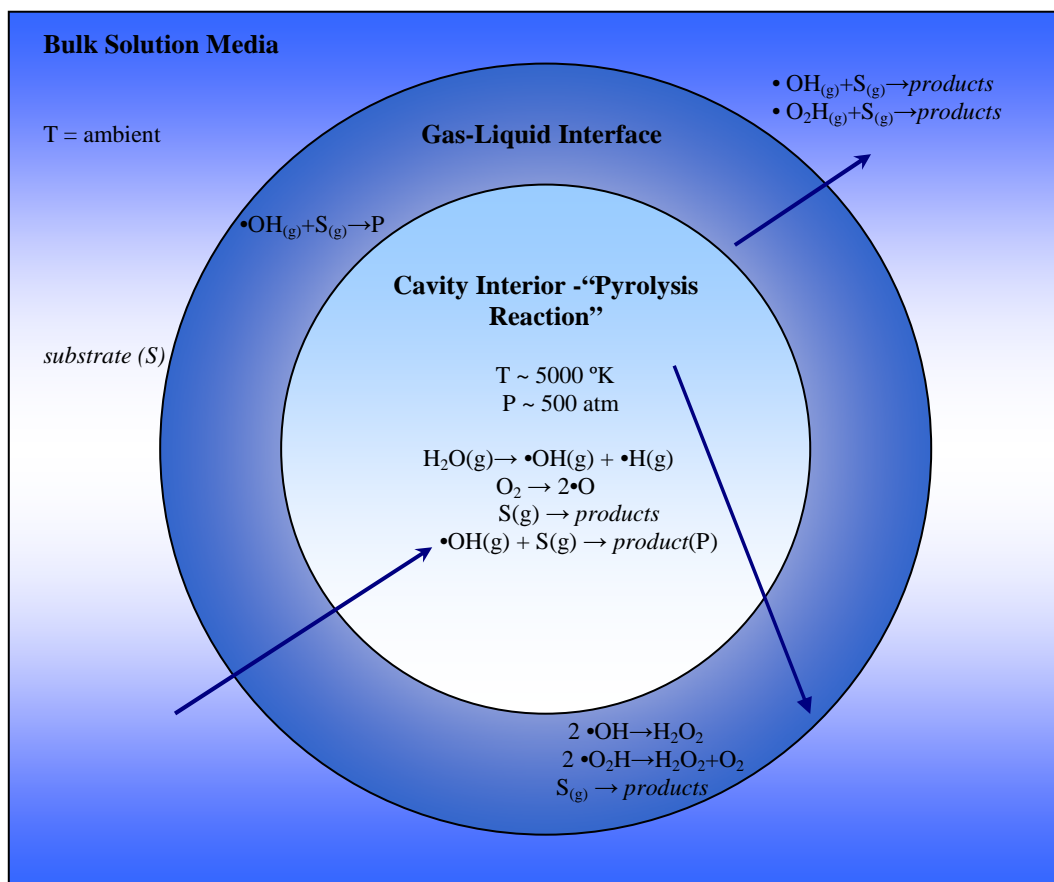 Bulk Solution Media
• OH(g)+S(g)→products
• O₂H(g)+S(g)→products
T = ambient
Gas-Liquid Interface
•OH(g)+S(g)→P
Cavity Interior -“Pyrolysis
Reaction”
substrate (S)
T ~ 5000 ºK
P ~ 500 atm
H₂O(g)→ •OH(g) + •H(g)
O₂ → 2•O
S(g) → products
•OH(g) + S(g) → product(P)
2 •OH→H₂O₂
2 •O₂H→H₂O₂+O₂
S(g) → products